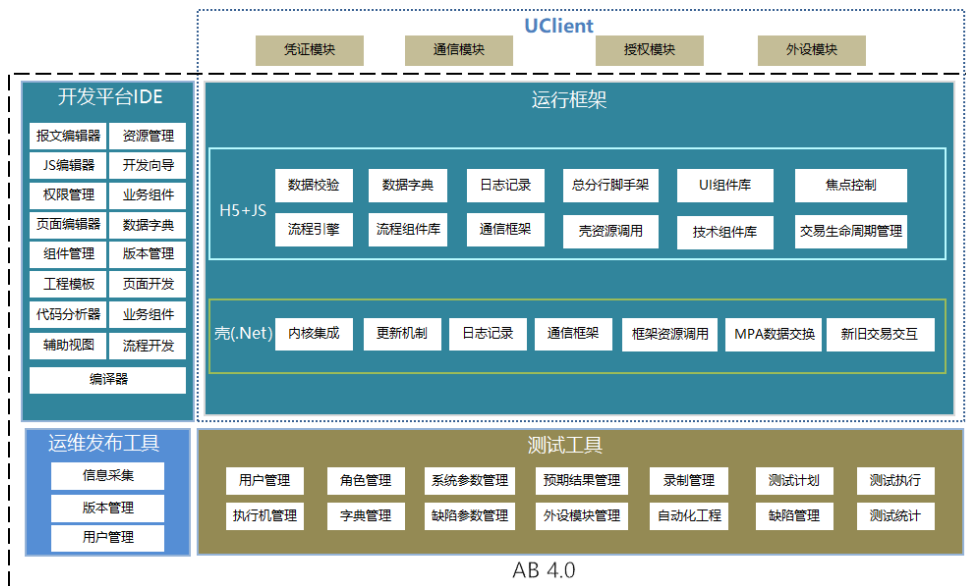 UClient
凭证模块
通信模块
授权模块
外设模块
开发平台IDE
报文编辑器 资源管理
JS编辑器 开发向导
权限管理 业务组件
页面编辑器 数据字典
组件管理 版本管理
工程模板 页面开发
代码分析器 业务组件
辅助视图 流程开发
编译器
运行框架
H5+JS
数据校验 数据字典 日志记录 总分行脚手架 UI组件库 焦点控制
流程引擎 流程组件库 通信框架 壳资源调用 技术组件库 交易生命周期管理
壳(.Net)
内核集成 更新机制 日志记录 通信框架 框架资源调用 MPA数据交换 新旧交易交互
运维发布工具
信息采集
版本管理
用户管理
测试工具
用户管理 角色管理 系统参数管理 预期结果管理 录制管理 测试计划 测试执行
执行机管理 字典管理 缺陷参数管理 外设模块管理 自动化工程 缺陷管理 测试统计
AB 4.0